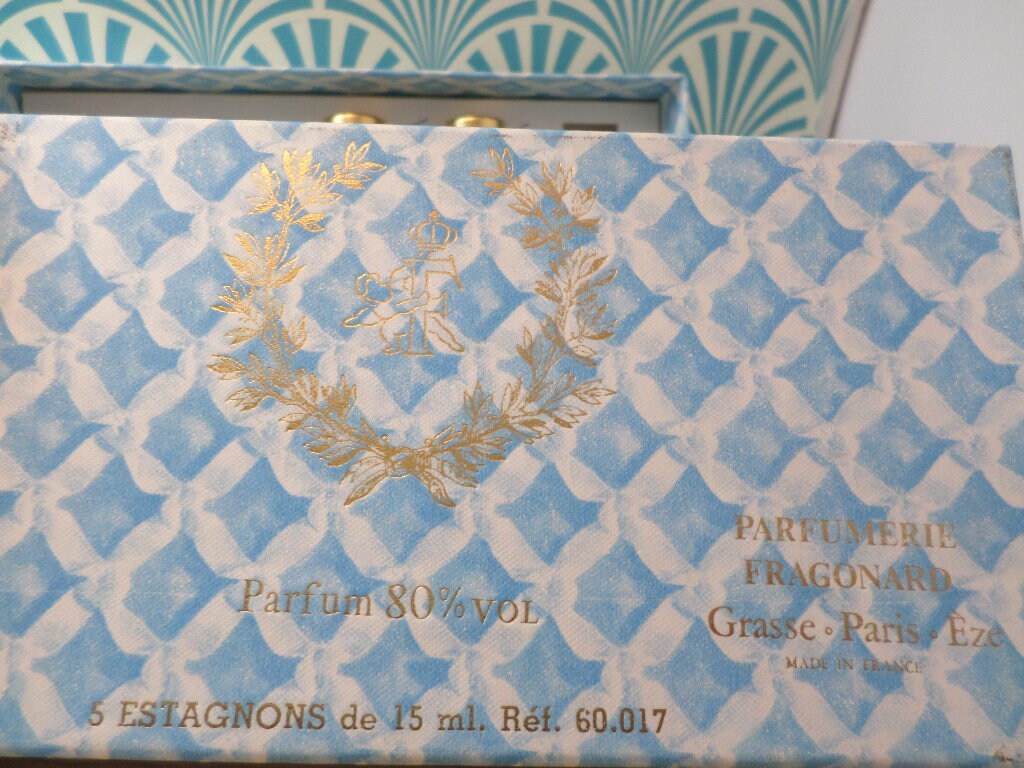 F
Parfum 80% VOL
PARFUMERIE
FRAGONARD
Grasse ∘ Paris ∘ Èze
MADE IN FRANCE
5 ESTAGNONS de 15 ml. Réf. 60.017